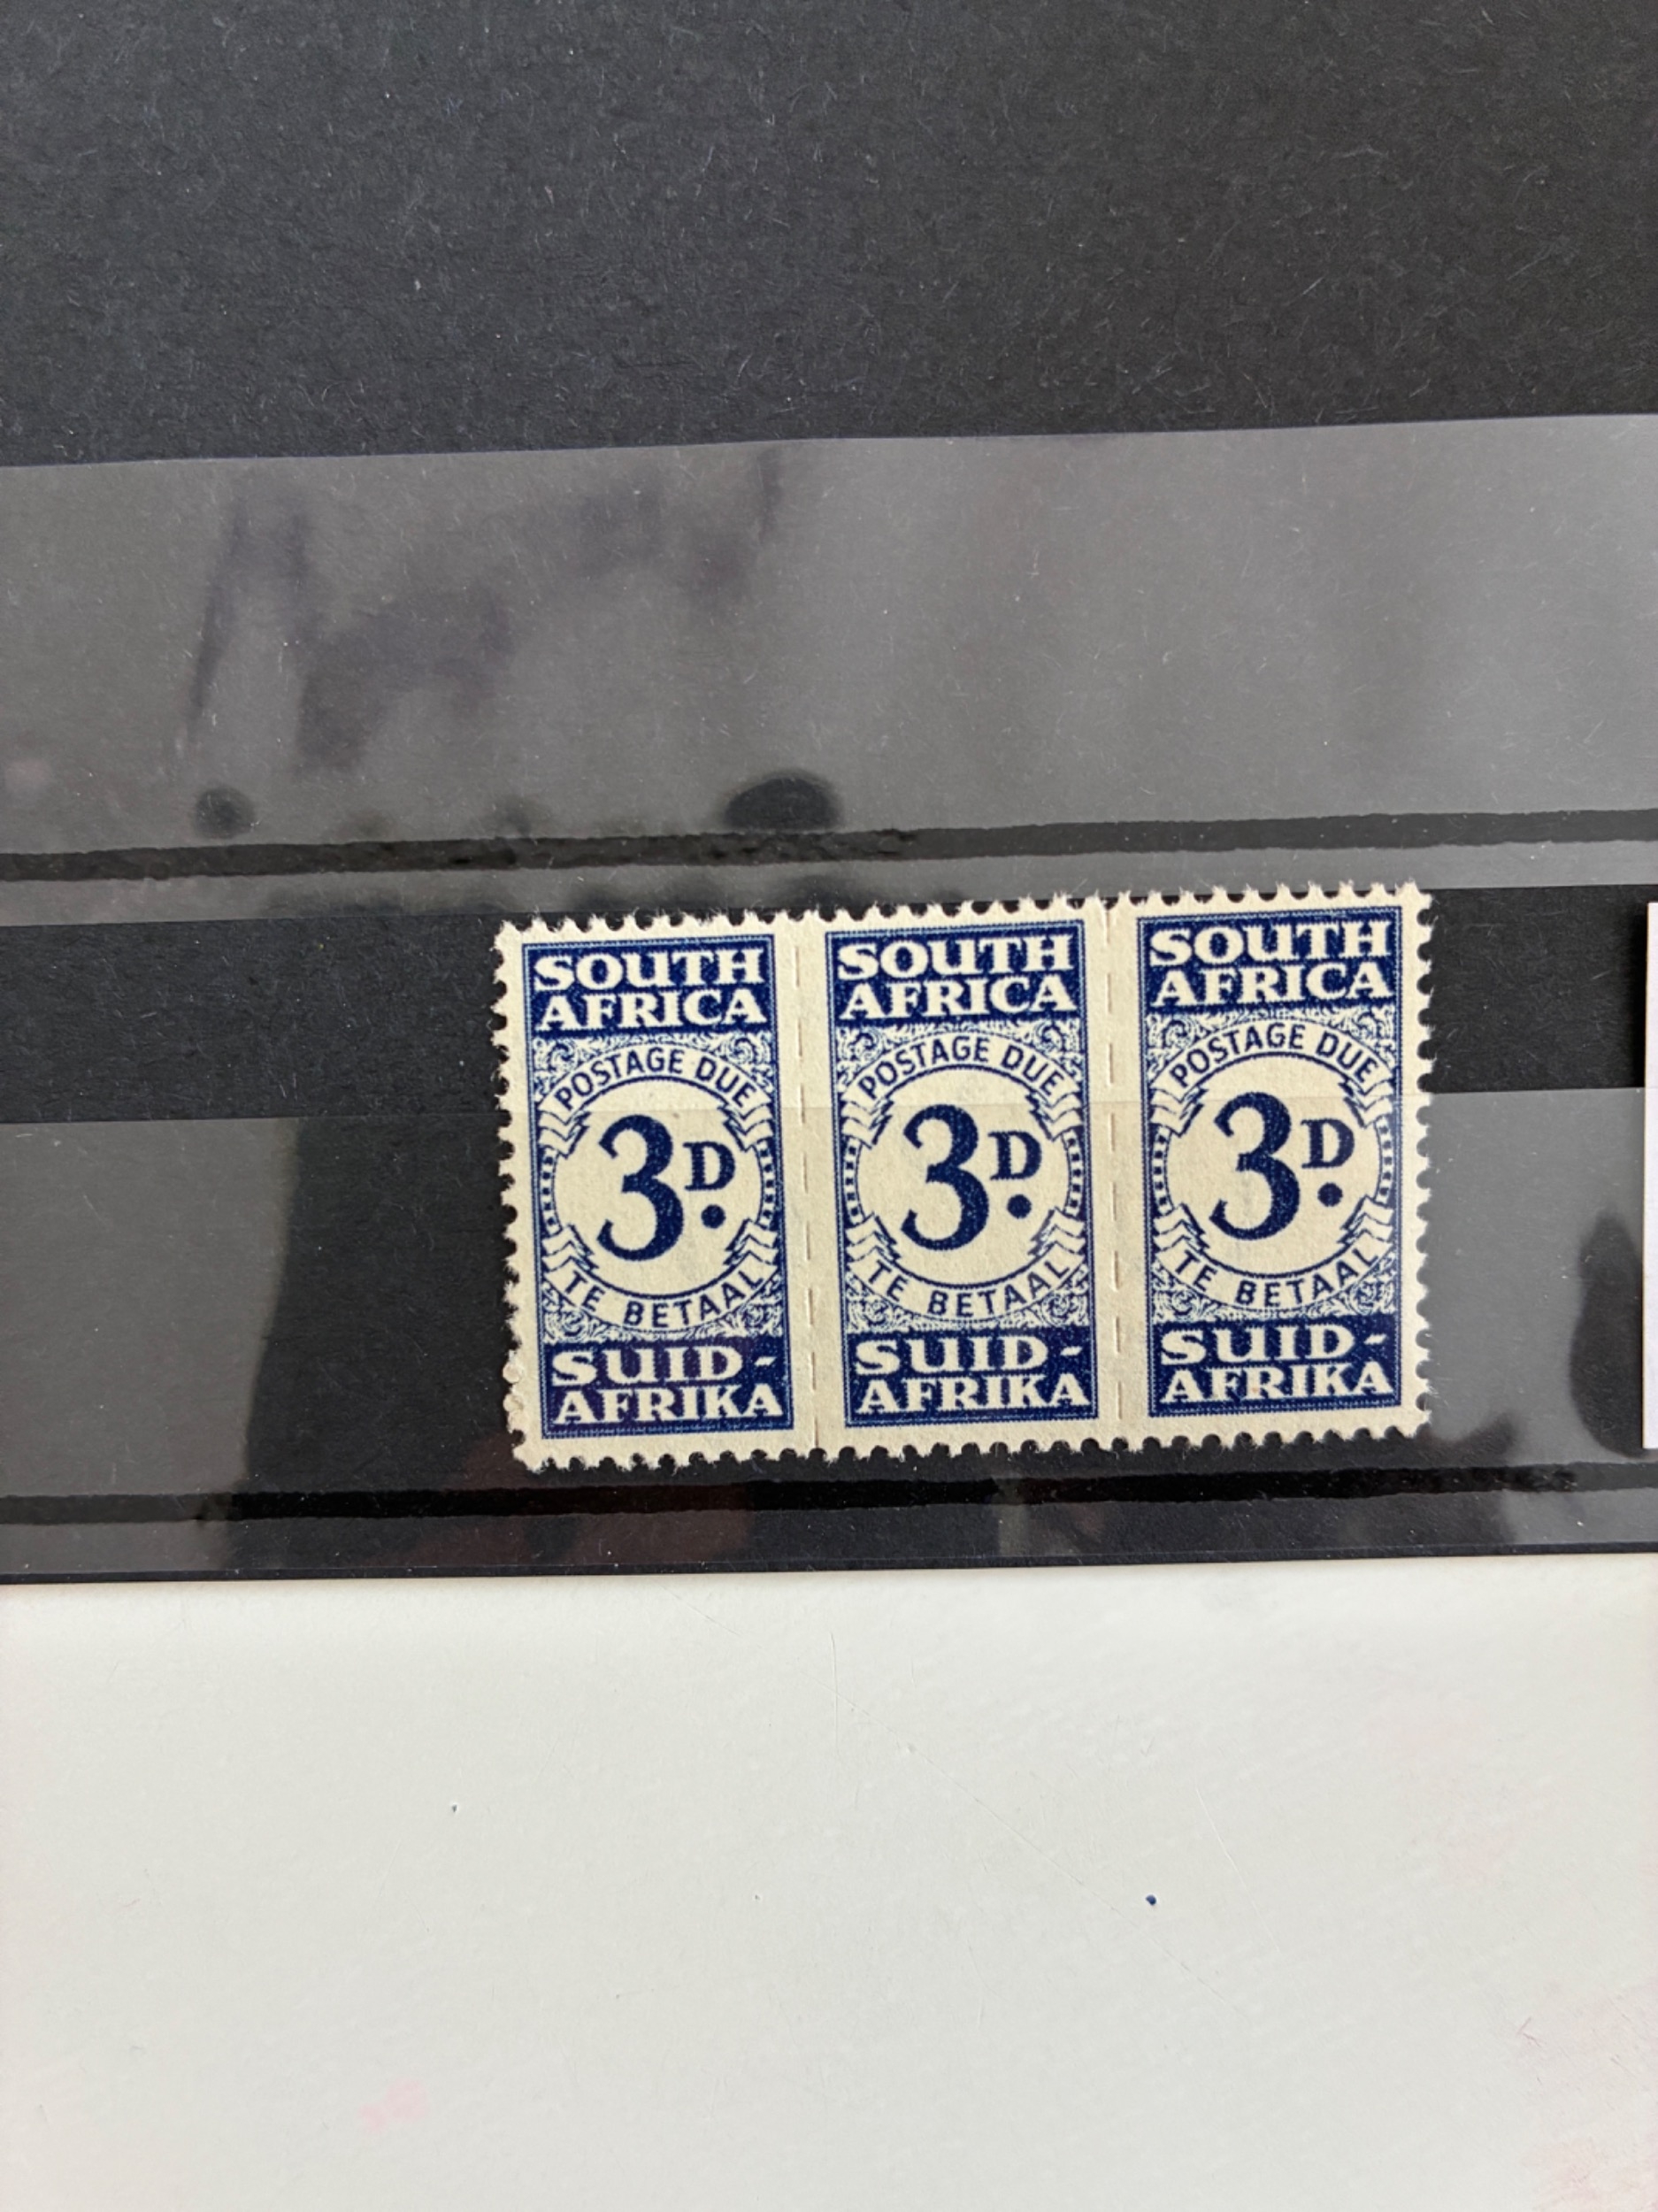 SOUTH
AFRICA
POSTAGE DUE
3D.
TE BETAAL
SUID-
AFRIKA
SOUTH
AFRICA
POSTAGE DUE
3D.
TE BETAAL
SUID-
AFRIKA
SOUTH
AFRICA
POSTAGE DUE
3D.
TE BETAAL
SUID-
AFRIKA